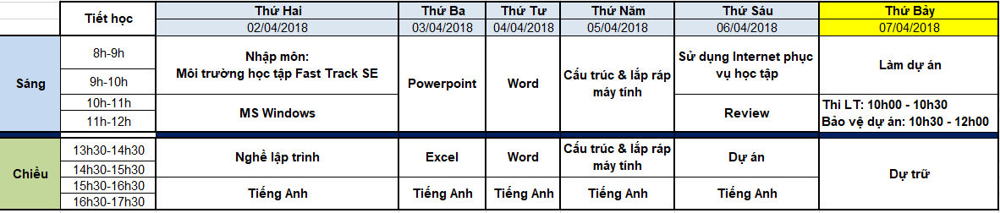 Tiết học
Thứ Hai
Thứ Ba
Thứ Tư
Thứ Năm
Thứ Sáu
Thứ Bảy
02/04/2018
03/04/2018
04/04/2018
05/04/2018
06/04/2018
07/04/2018
Sáng
8h-9h
9h-10h
10h-11h
11h-12h
Nhập môn:
Môi trường học tập Fast Track SE
MS Windows
Powerpoint
Word
Cấu trúc & lắp ráp
máy tính
Sử dụng Internet phục
vụ học tập
Review
Làm dự án
Thi LT: 10h00 - 10h30
Bảo vệ dự án: 10h30 - 12h00
Chiều
13h30-14h30
14h30-15h30
15h30-16h30
16h30-17h30
Nghề lập trình
Excel
Word
Cấu trúc & lắp ráp
máy tính
Dự án
Dự trữ
Tiếng Anh
Tiếng Anh
Tiếng Anh
Tiếng Anh
Tiếng Anh